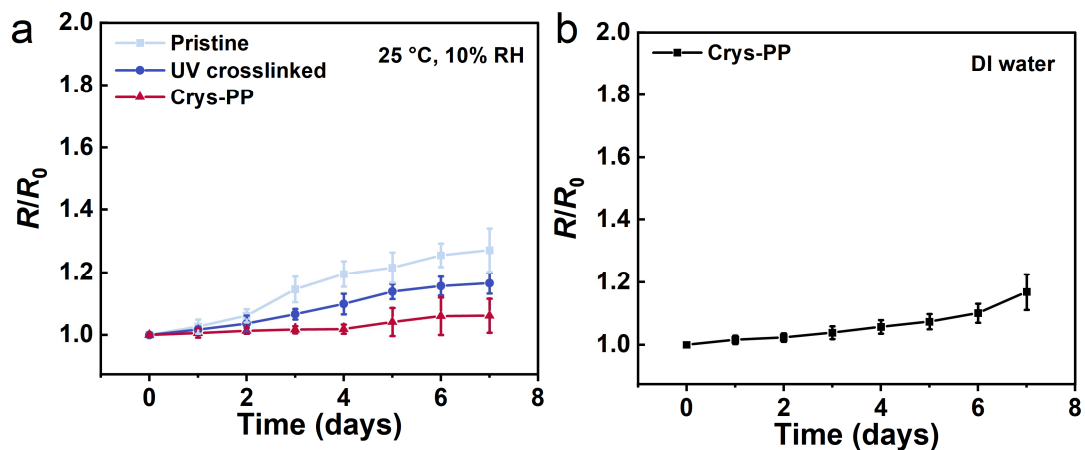 a
Pristine
UV crosslinked
Crys-PP
25 °C, 10% RH
2.0
1.8
1.6
1.4
1.2
1.0
R/R0
0
2
4
6
8
Time (days)
b
Crys-PP
DI water
2.0
1.8
1.6
1.4
1.2
1.0
R/R0
0
2
4
6
8
Time (days)